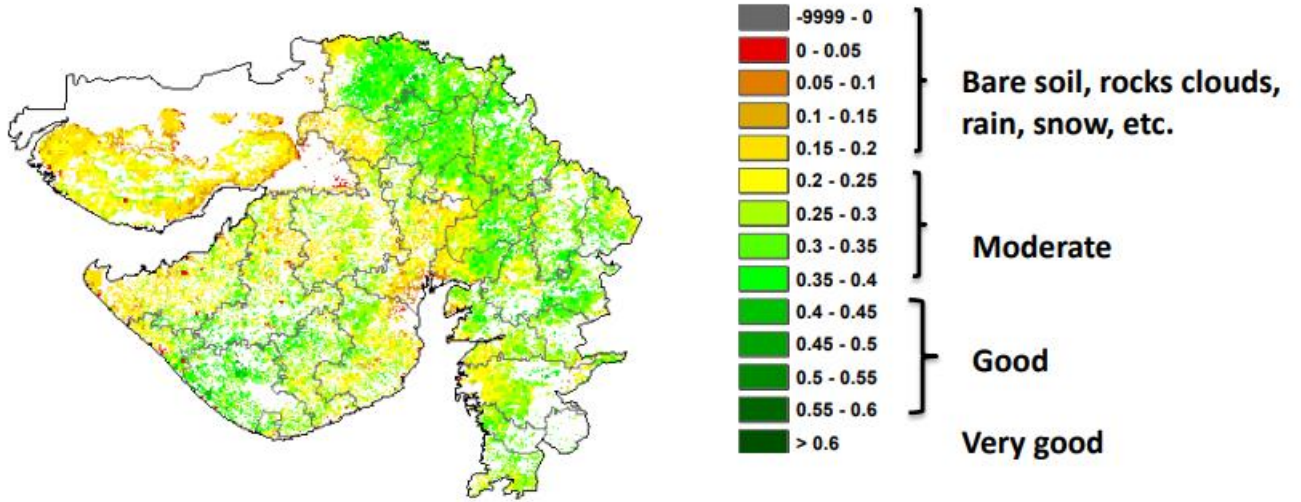 -9999 - 0
0 - 0.05
0.05 - 0.1
0.1 - 0.15
0.15 - 0.2
Bare soil, rocks clouds,
rain, snow, etc.
0.2 - 0.25
0.25 - 0.3
0.3 - 0.35
0.35 - 0.4
Moderate
0.4 - 0.45
0.45 - 0.5
0.5 - 0.55
0.55 - 0.6
Good
> 0.6
Very good